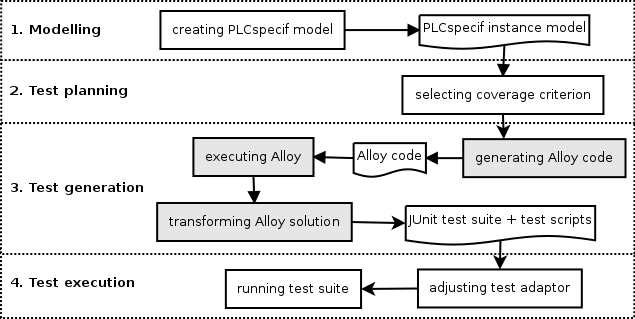 1. Modelling
creating PLCspecif model
PLCspecif instance model
2. Test planning
selecting coverage criterion
3. Test generation
executing Alloy
Alloy code
generating Alloy code
transforming Alloy solution
JUnit test suite + test scripts
4. Test execution
running test suite
adjusting test adaptor